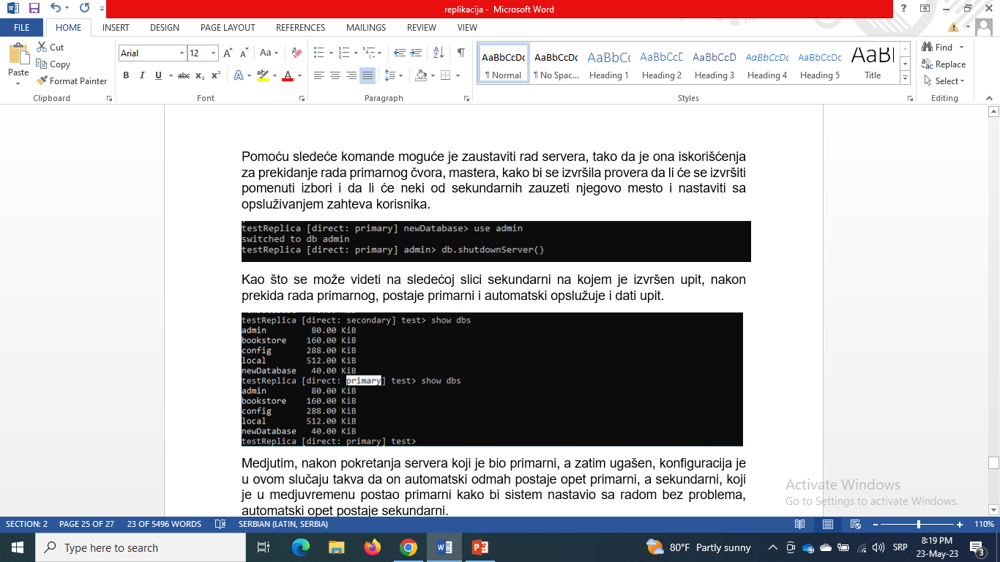 replikacija - Microsoft Word
FILE HOME INSERT DESIGN PAGE LAYOUT REFERENCES MAILINGS REVIEW VIEW
Cut
Copy
Format Painter
Paste
Clipboard
Arial 12
Font
Paragraph
AaBbCcDc AaBbCcDc AaBbCc AaBbCcD AaBbCcD AaBbCcDc AaBbCcDc AaBl
¶ Normal ¶ No Spac... Heading 1 Heading 2 Heading 3 Heading 4 Heading 5 Title
Styles
Find
Replace
Select
Editing
Pomoću sledeće komande moguće je zaustaviti rad servera, tako da je ona iskorišćenja
za prekidanje rada primarnog čvora, mastera, kako bi se izvršila provera da li će se izvršiti
pomenuti izbori i da li će neki od sekundarnih zauzeti njegovo mesto i nastaviti sa
opsluživanjem zahteva korisnika.
testReplica [direct: primary] newDatabase> use admin
switched to db admin
testReplica [direct: primary] admin> db.shutdownServer()
Kao što se može videti na sledećoj slici sekundarni na kojem je izvršen upit, nakon
prekida rada primarnog, postaje primarni i automatski opslužuje i dati upit.
testReplica [direct: secondary] test> show dbs
admin 80.00 KiB
bookstore 160.00 KiB
config 288.00 KiB
local 512.00 KiB
newDatabase 40.00 KiB
testReplica [direct: primary] test> show dbs
admin 80.00 KiB
bookstore 160.00 KiB
config 288.00 KiB
local 512.00 KiB
newDatabase 40.00 KiB
testReplica [direct: primary] test>
Medjutim, nakon pokretanja servera koji je bio primarni, a zatim ugašen, konfiguracija je
u ovom slučaju takva da on automatski odmah postaje opet primarni, a sekundarni, koji
je u medjuvremenu postao primarni kako bi sistem nastavio sa radom bez problema,
automatski opet postaje sekundarni.
Activate Windows
Go to Settings to activate Windows.
SECTION: 2 PAGE 25 OF 27 23 OF 5496 WORDS SERBIAN (LATIN, SERBIA) 110%
Type here to search
80°F Partly sunny
SRP
8:19 PM
23-May-23
3